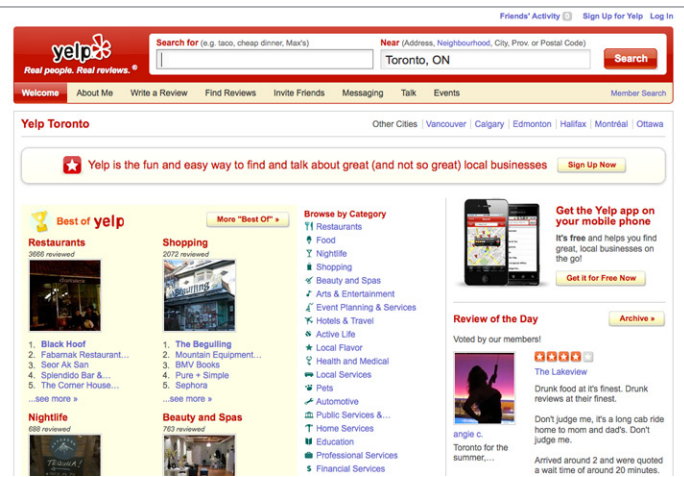 Friends' Activity 0 Sign Up for Yelp Log In
yelp
Real people. Real reviews.®
Search for (e.g. taco, cheap dinner, Max's)
Near (Address, Neighbourhood, City, Prov. or Postal Code)
Toronto, ON
Search
Welcome About Me Write a Review Find Reviews Invite Friends Messaging Talk Events Member Search
Yelp Toronto
Other Cities | Vancouver | Calgary | Edmonton | Halifax | Montréal | Ottawa
Yelp is the fun and easy way to find and talk about great (and not so great) local businesses
Sign Up Now
Best of yelp
More "Best Of" »
Restaurants
3666 reviewed
1. Black Hoof
2. Fabarnak Restaurant...
3. Seor Ak San
4. Splendido Bar &...
5. The Corner House...
...see more »
Shopping
2072 reviewed
1. The Beguiling
2. Mountain Equipment...
3. BMV Books
4. Pure + Simple
5. Sephora
...see more »
Nightlife
688 reviewed
TEQUILA!
Beauty and Spas
763 reviewed
Browse by Category
Restaurants
Food
Nightlife
Shopping
Beauty and Spas
Arts & Entertainment
Event Planning & Services
Hotels & Travel
Active Life
Local Flavor
Health and Medical
Local Services
Pets
Automotive
Public Services &...
Home Services
Education
Professional Services
Financial Services
Get the Yelp app on
your mobile phone
It's free and helps you find
great, local businesses on
the go!
Get it for Free Now
Review of the Day
Archive »
Voted by our members!
angie c.
Toronto for the
summer,...
The Lakeview
Drunk food at it's finest. Drunk
reviews at their finest.
Don't judge me, it's a long cab ride
home to mom and dad's. Don't
judge me.
Arrived around 2 and were quoted
a wait time of around 20 minutes.